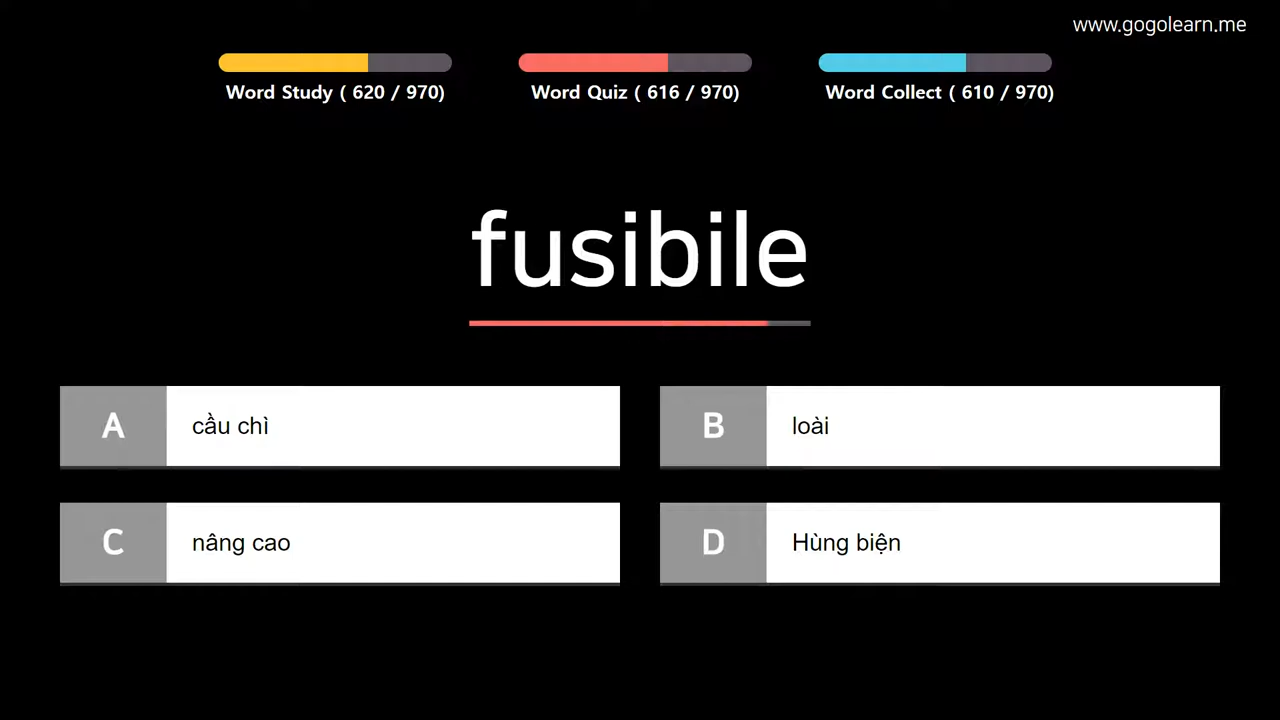 www.gogolearn.me
Word Study ( 620 / 970)
Word Quiz ( 616 / 970)
Word Collect ( 610 / 970)
fusibile
A cầu chì
B loài
C nâng cao
D Hùng biện